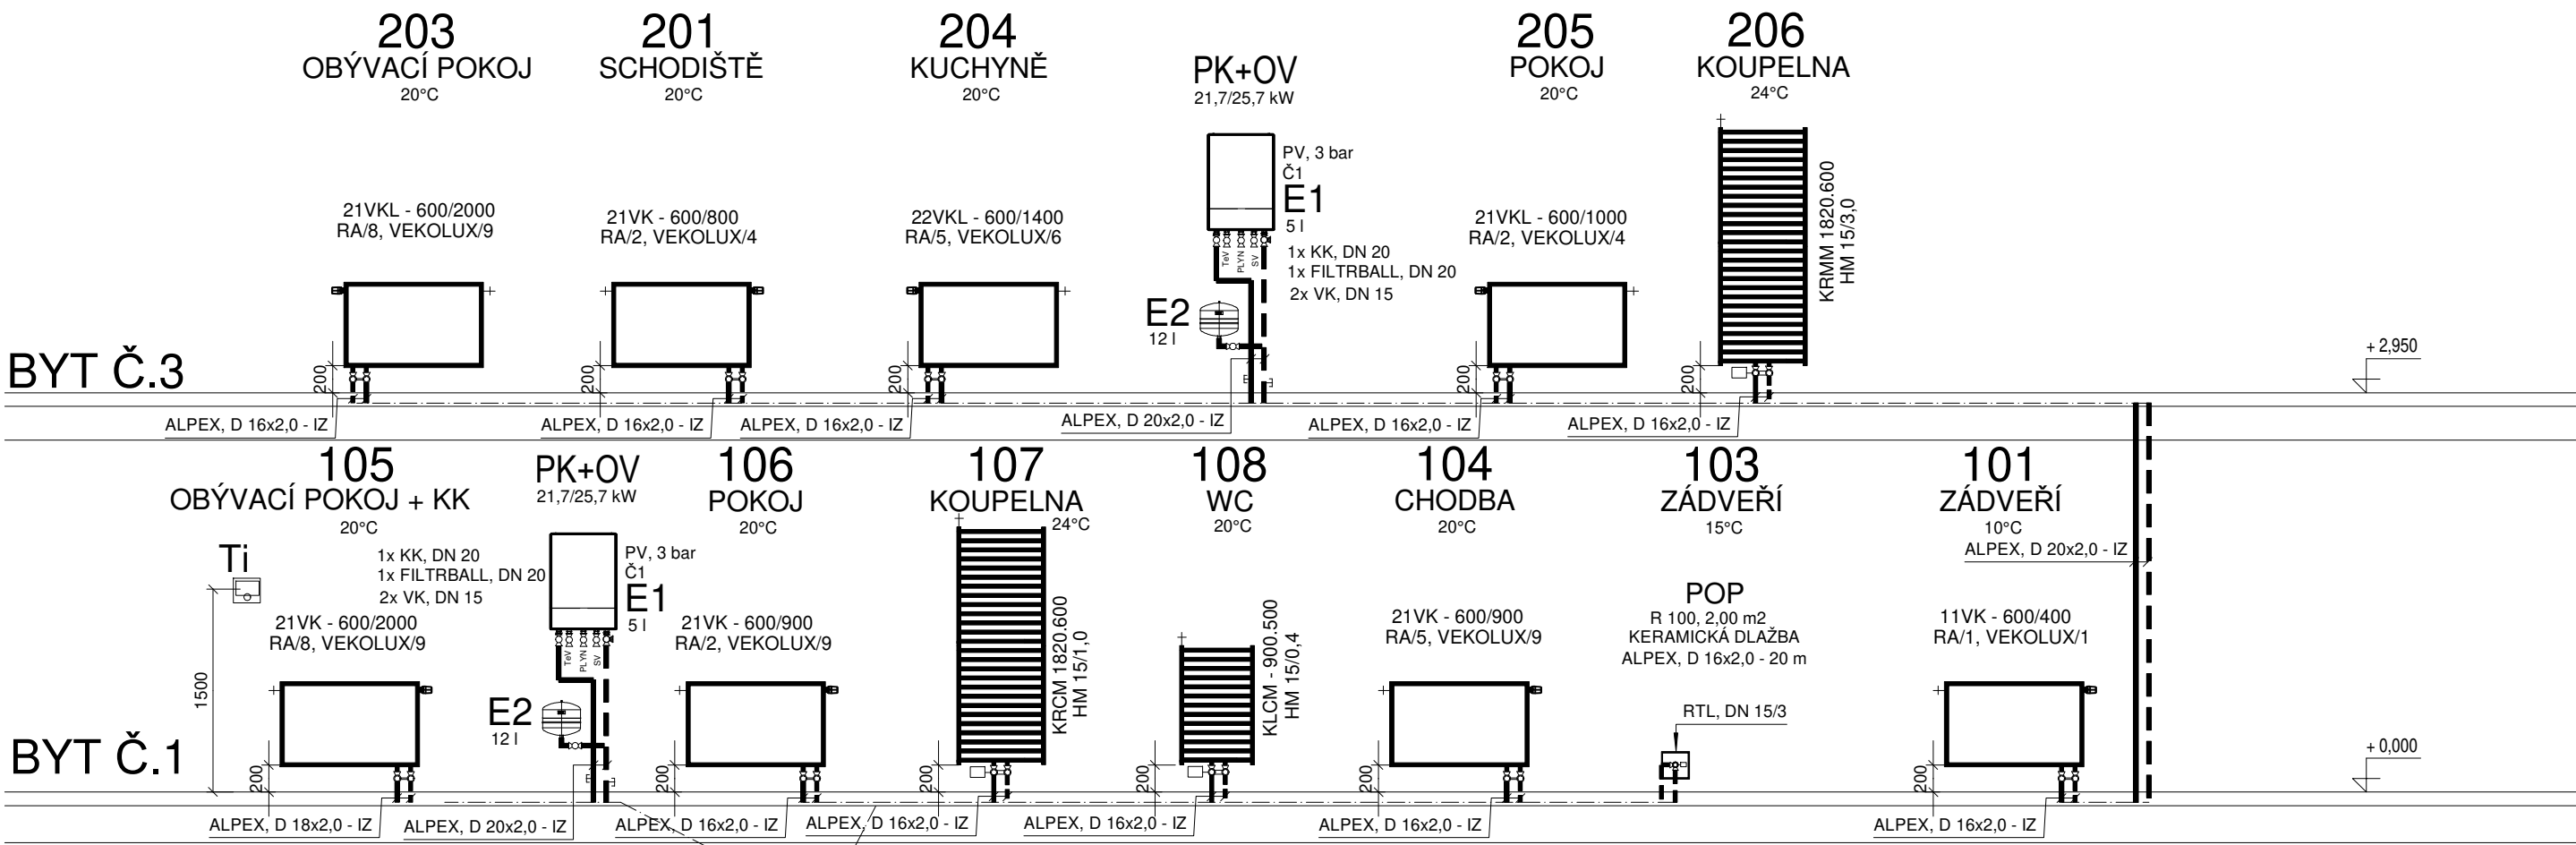 203
OBÝVACÍ POKOJ
20°C
201
SCHODIŠTĚ
20°C
204
KUCHYNĚ
20°C
PK+OV
21,7/25,7 kW
205
POKOJ
20°C
206
KOUPELNA
24°C
21VKL - 600/2000
RA/8, VEKOLUX/9
21VK - 600/800
RA/2, VEKOLUX/4
22VKL - 600/1400
RA/5, VEKOLUX/6
PV, 3 bar
Č1
E1
5 l
TeV
PLYN
SV
1x KK, DN 20
1x FILTRBALL, DN 20
2x VK, DN 15
E2
12 l
21VKL - 600/1000
RA/2, VEKOLUX/4
KRMM 1820.600
HM 15/3,0
BYT Č.3
200
200
200
200
200
+ 2,950
ALPEX, D 16x2,0 - IZ
ALPEX, D 16x2,0 - IZ
ALPEX, D 16x2,0 - IZ
ALPEX, D 20x2,0 - IZ
ALPEX, D 16x2,0 - IZ
ALPEX, D 16x2,0 - IZ
105
OBÝVACÍ POKOJ + KK
20°C
PK+OV
21,7/25,7 kW
106
POKOJ
20°C
107
KOUPELNA
24°C
108
WC
20°C
104
CHODBA
20°C
103
ZÁDVEŘÍ
15°C
101
ZÁDVEŘÍ
10°C
ALPEX, D 20x2,0 - IZ
Ti
1500
1x KK, DN 20
1x FILTRBALL, DN 20
2x VK, DN 15
21VK - 600/2000
RA/8, VEKOLUX/9
PV, 3 bar
Č1
E1
5 l
TeV
PLYN
SV
E2
12 l
21VK - 600/900
RA/2, VEKOLUX/9
KRCM 1820.600
HM 15/1,0
KLCM - 900.500
HM 15/0,4
21VK - 600/900
RA/5, VEKOLUX/9
POP
R 100, 2,00 m2
KERAMICKÁ DLAŽBA
ALPEX, D 16x2,0 - 20 m
RTL, DN 15/3
11VK - 600/400
RA/1, VEKOLUX/1
BYT Č.1
200
200
200
200
200
200
+ 0,000
ALPEX, D 18x2,0 - IZ
ALPEX, D 20x2,0 - IZ
ALPEX, D 16x2,0 - IZ
ALPEX, D 16x2,0 - IZ
ALPEX, D 16x2,0 - IZ
ALPEX, D 16x2,0 - IZ
ALPEX, D 16x2,0 - IZ